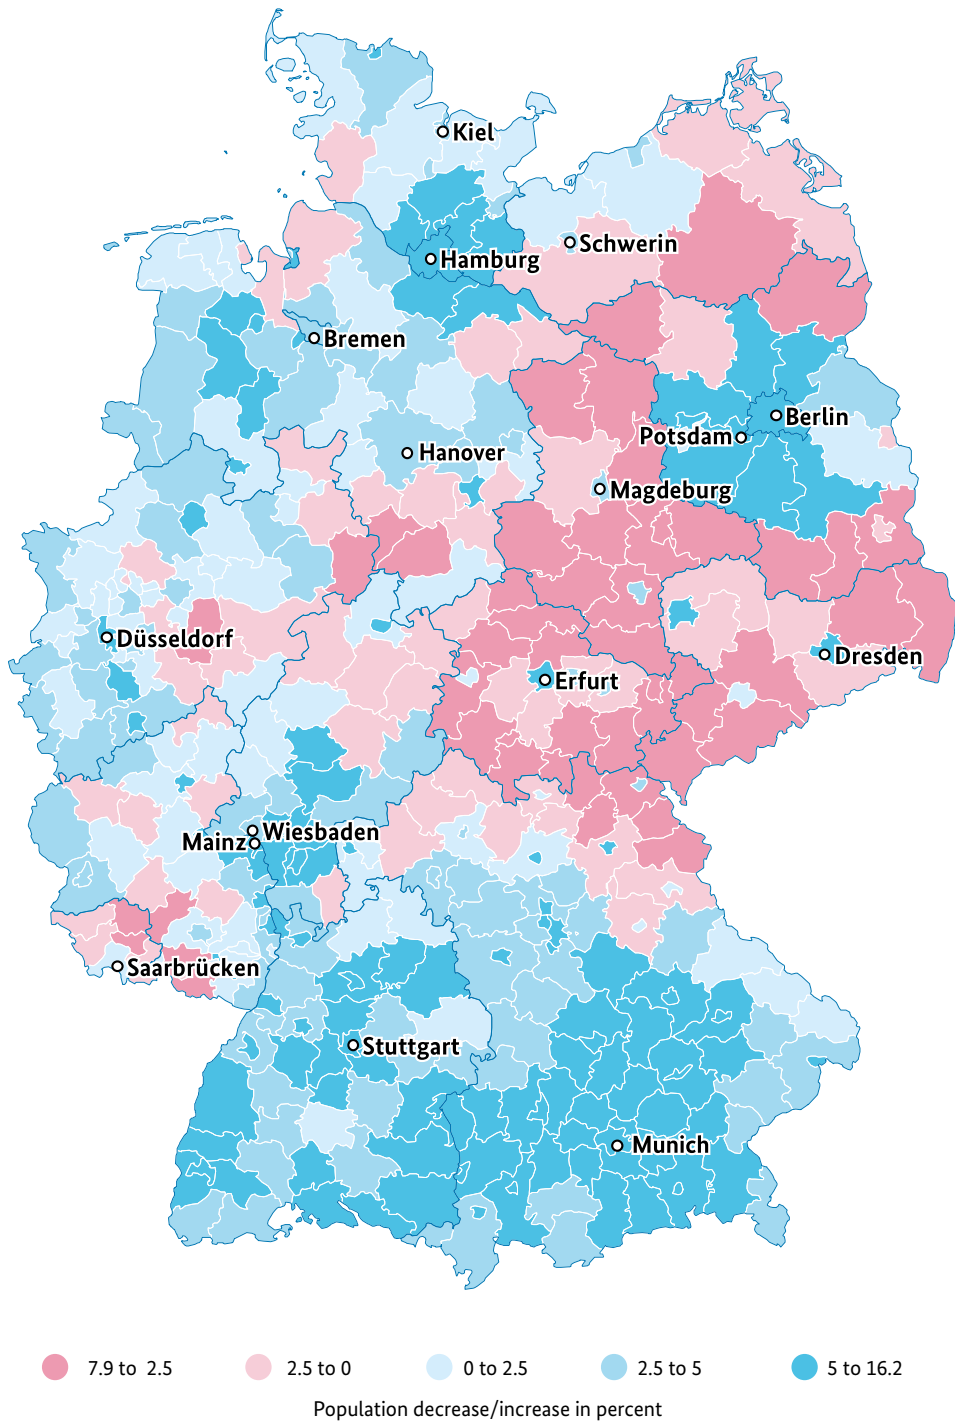 Kiel
Schwerin
Hamburg
Bremen
Berlin
Potsdam
Hanover
Magdeburg
Düsseldorf
Dresden
Erfurt
Wiesbaden
Mainz
Saarbrücken
Stuttgart
Munich
7.9 to 2.5 2.5 to 0 0 to 2.5 2.5 to 5 5 to 16.2
Population decrease/increase in percent